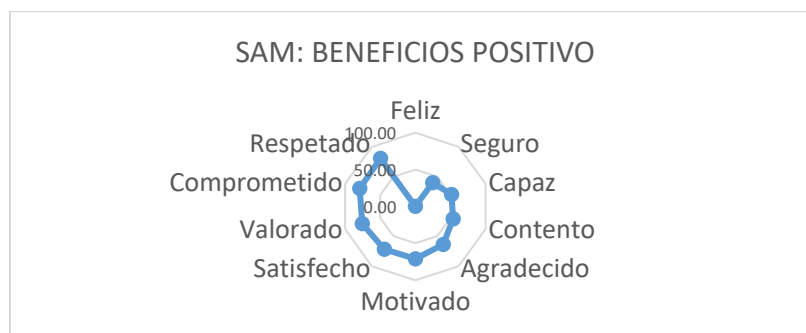 SAM: BENEFICIOS POSITIVO
Feliz
100.00
Respetado
Seguro
50.00
Comprometido
Capaz
0.00
Valorado
Contento
Satisfecho
Agradecido
Motivado